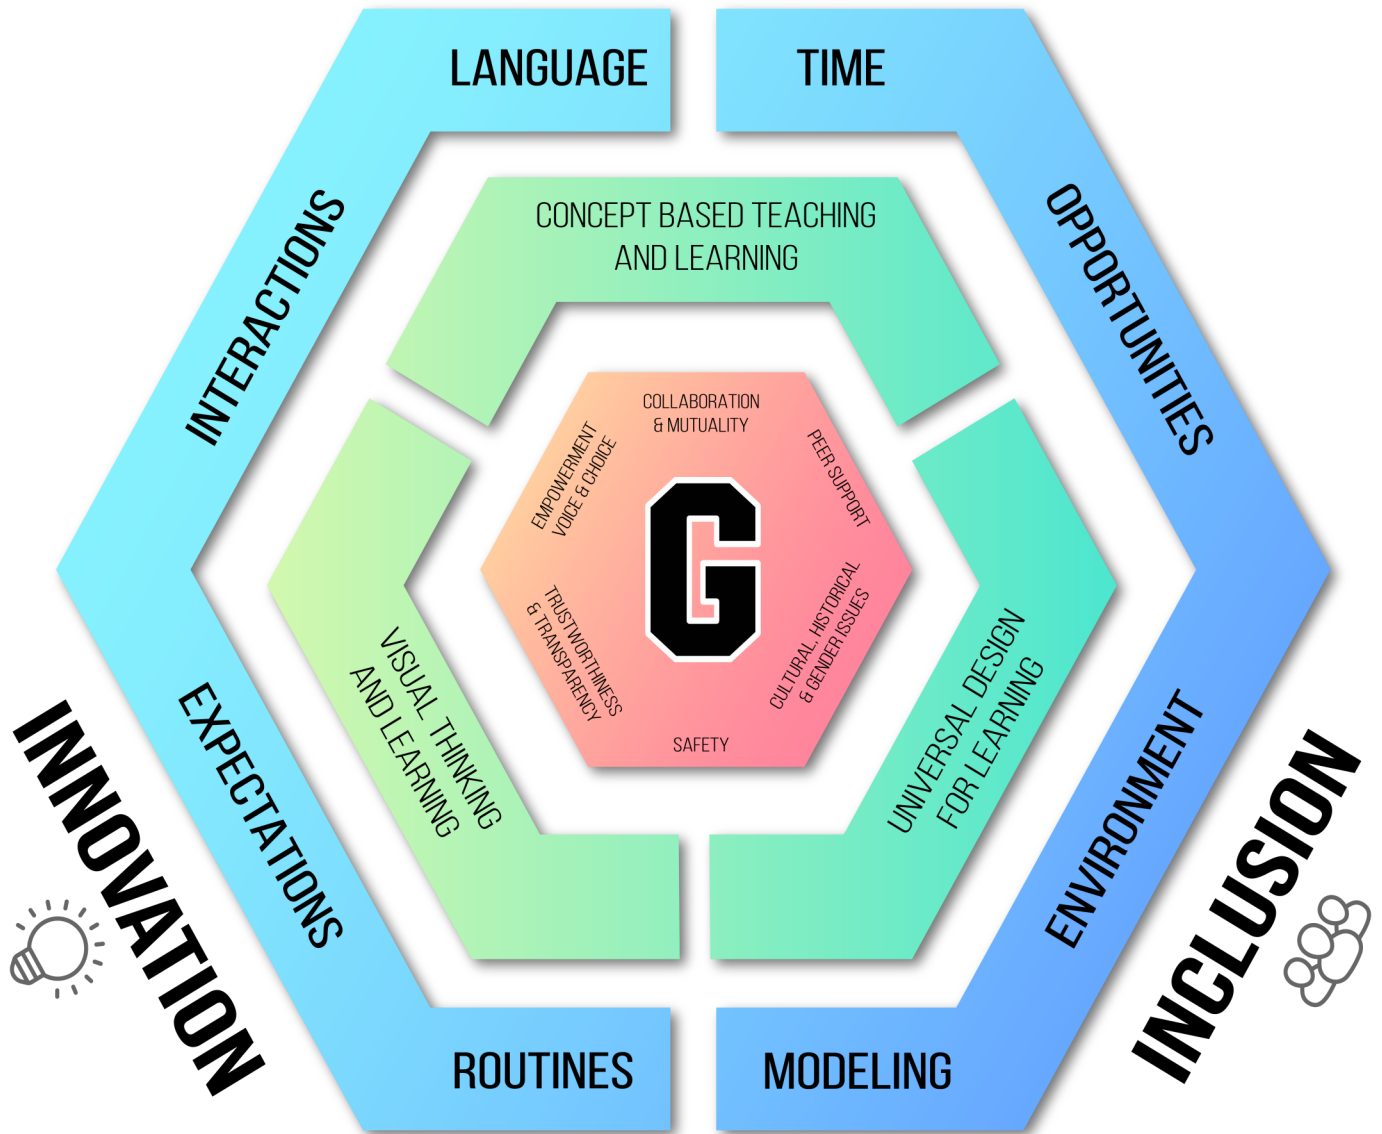 LANGUAGE
TIME
INTERACTIONS
OPPORTUNITIES
CONCEPT BASED TEACHING
AND LEARNING
COLLABORATION
& MUTUALITY
EMPOWERMENT
VOICE & CHOICE
PEER SUPPORT
G
TRUSTWORTHINESS
& TRANSPARENCY
CULTURAL, HISTORICAL
& GENDER ISSUES
SAFETY
VISUAL THINKING
AND LEARNING
UNIVERSAL DESIGN
FOR LEARNING
EXPECTATIONS
ENVIRONMENT
INNOVATION
INCLUSION
ROUTINES
MODELING